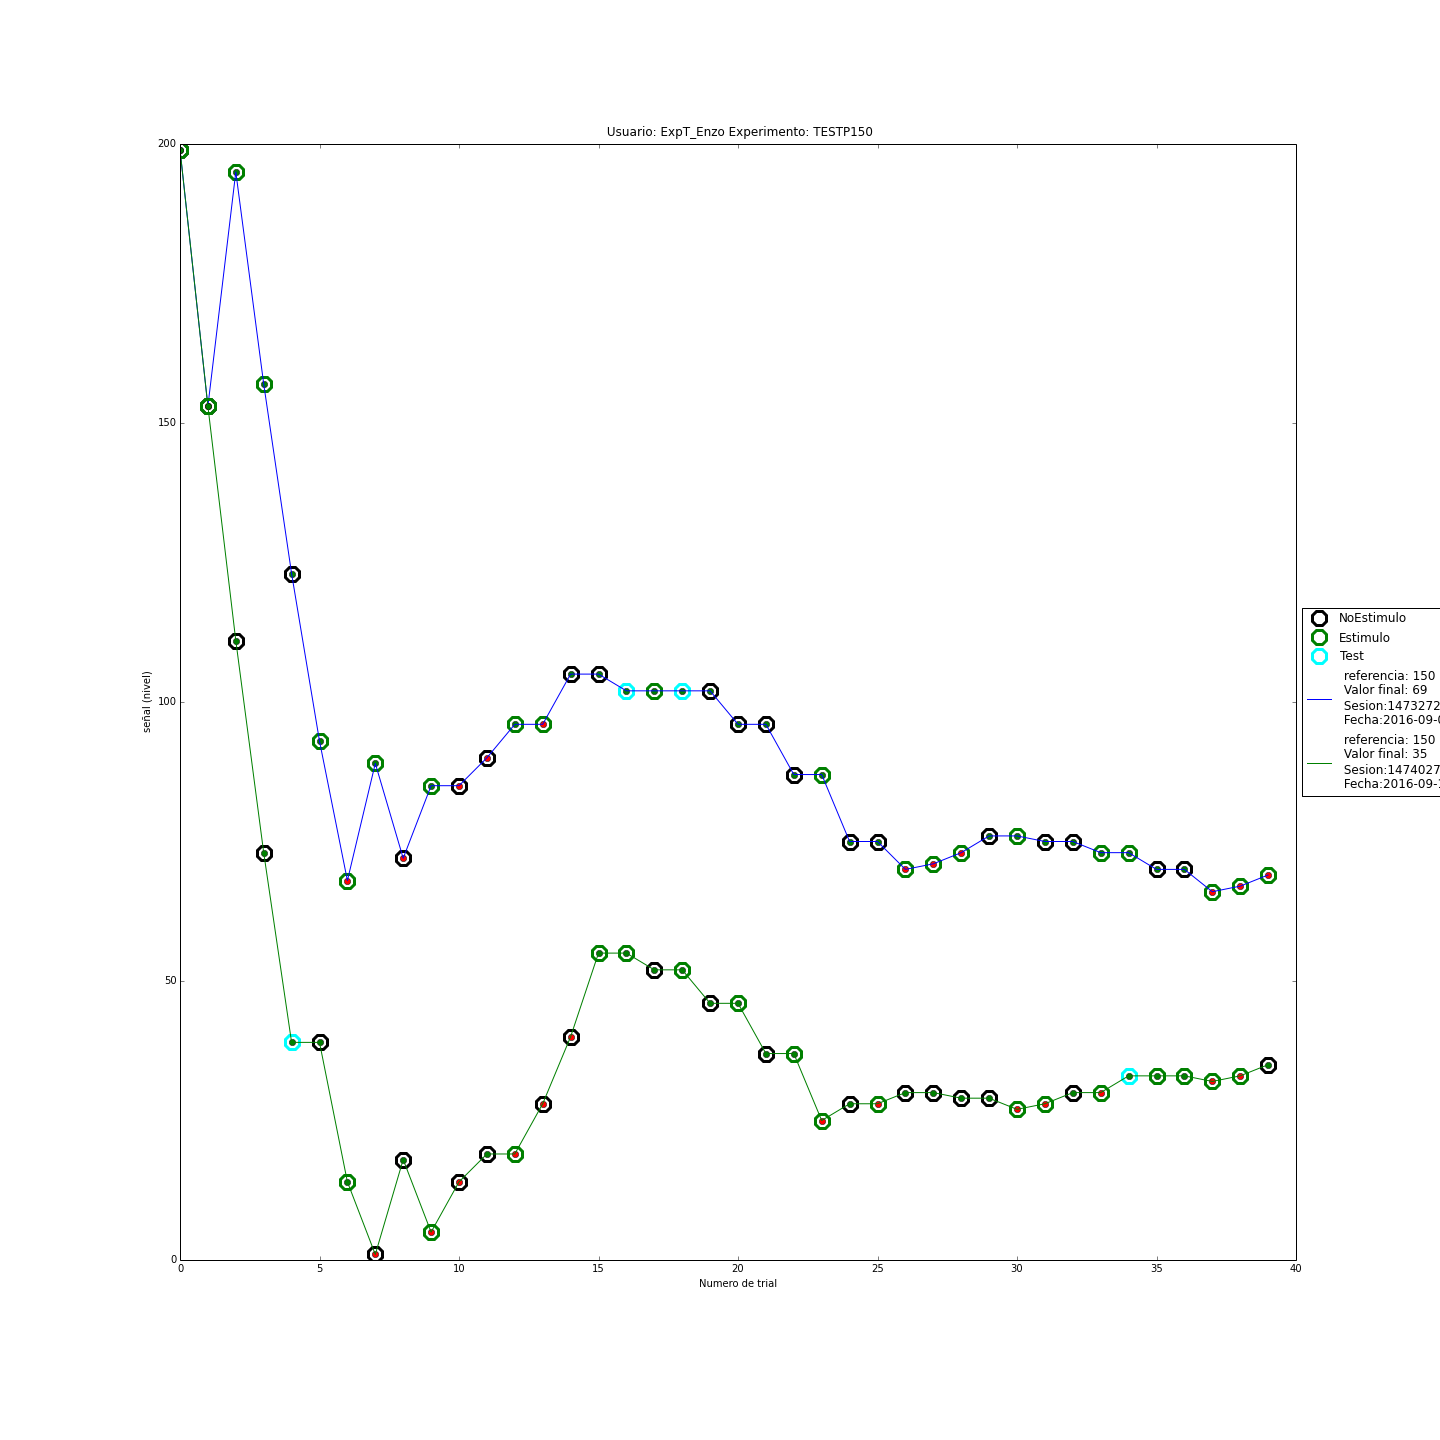 Usuario: ExpT_Enzo Experimento: TESTP150
200
150
100
50
0
señal (nivel)
0 5 10 15 20 25 30 35 40
Numero de trial
NoEstimulo
Estimulo
Test
referencia: 150
Valor final: 69
Sesion:1473272
Fecha:2016-09-0
referencia: 150
Valor final: 35
Sesion:1474027
Fecha:2016-09-1